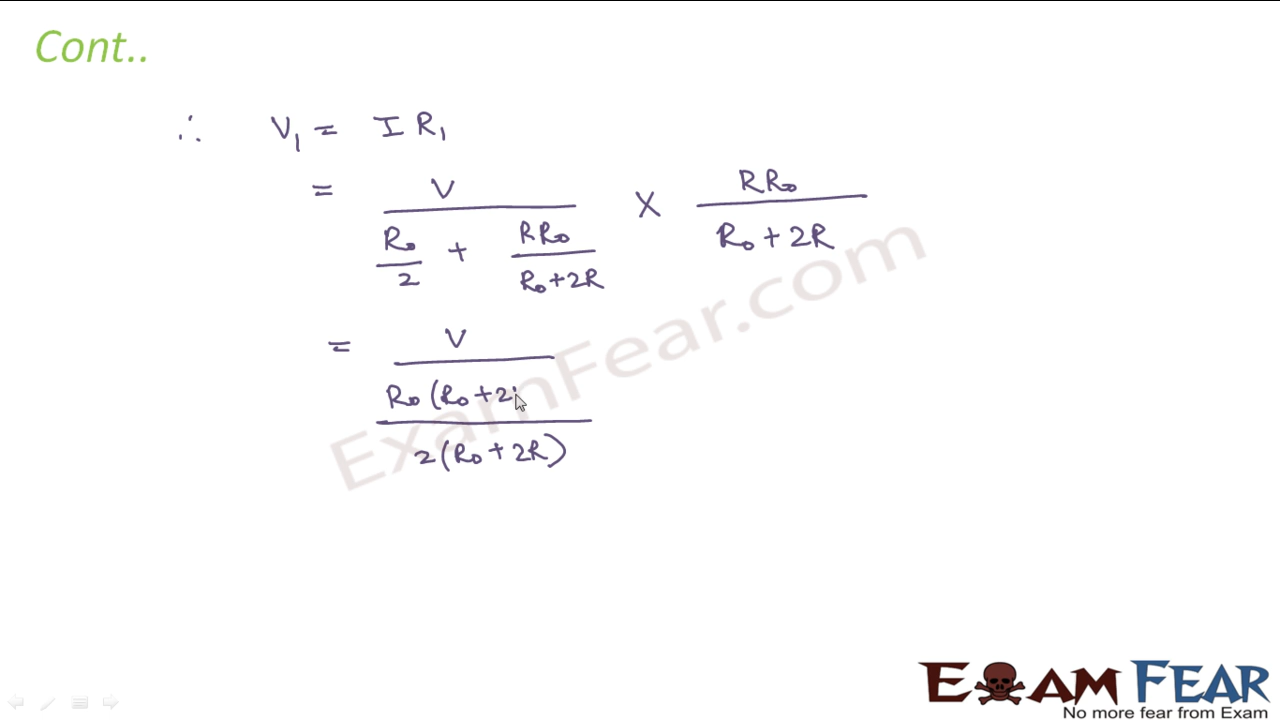 Cont..
∴ V₁ = I R₁
= V / (R₀/2 + RR₀/(R₀+2R)) X RR₀/(R₀+2R)
= V / (R₀(R₀+2 / 2(R₀+2R))
ExamFear.com
EXAM FEAR
No more fear from Exam